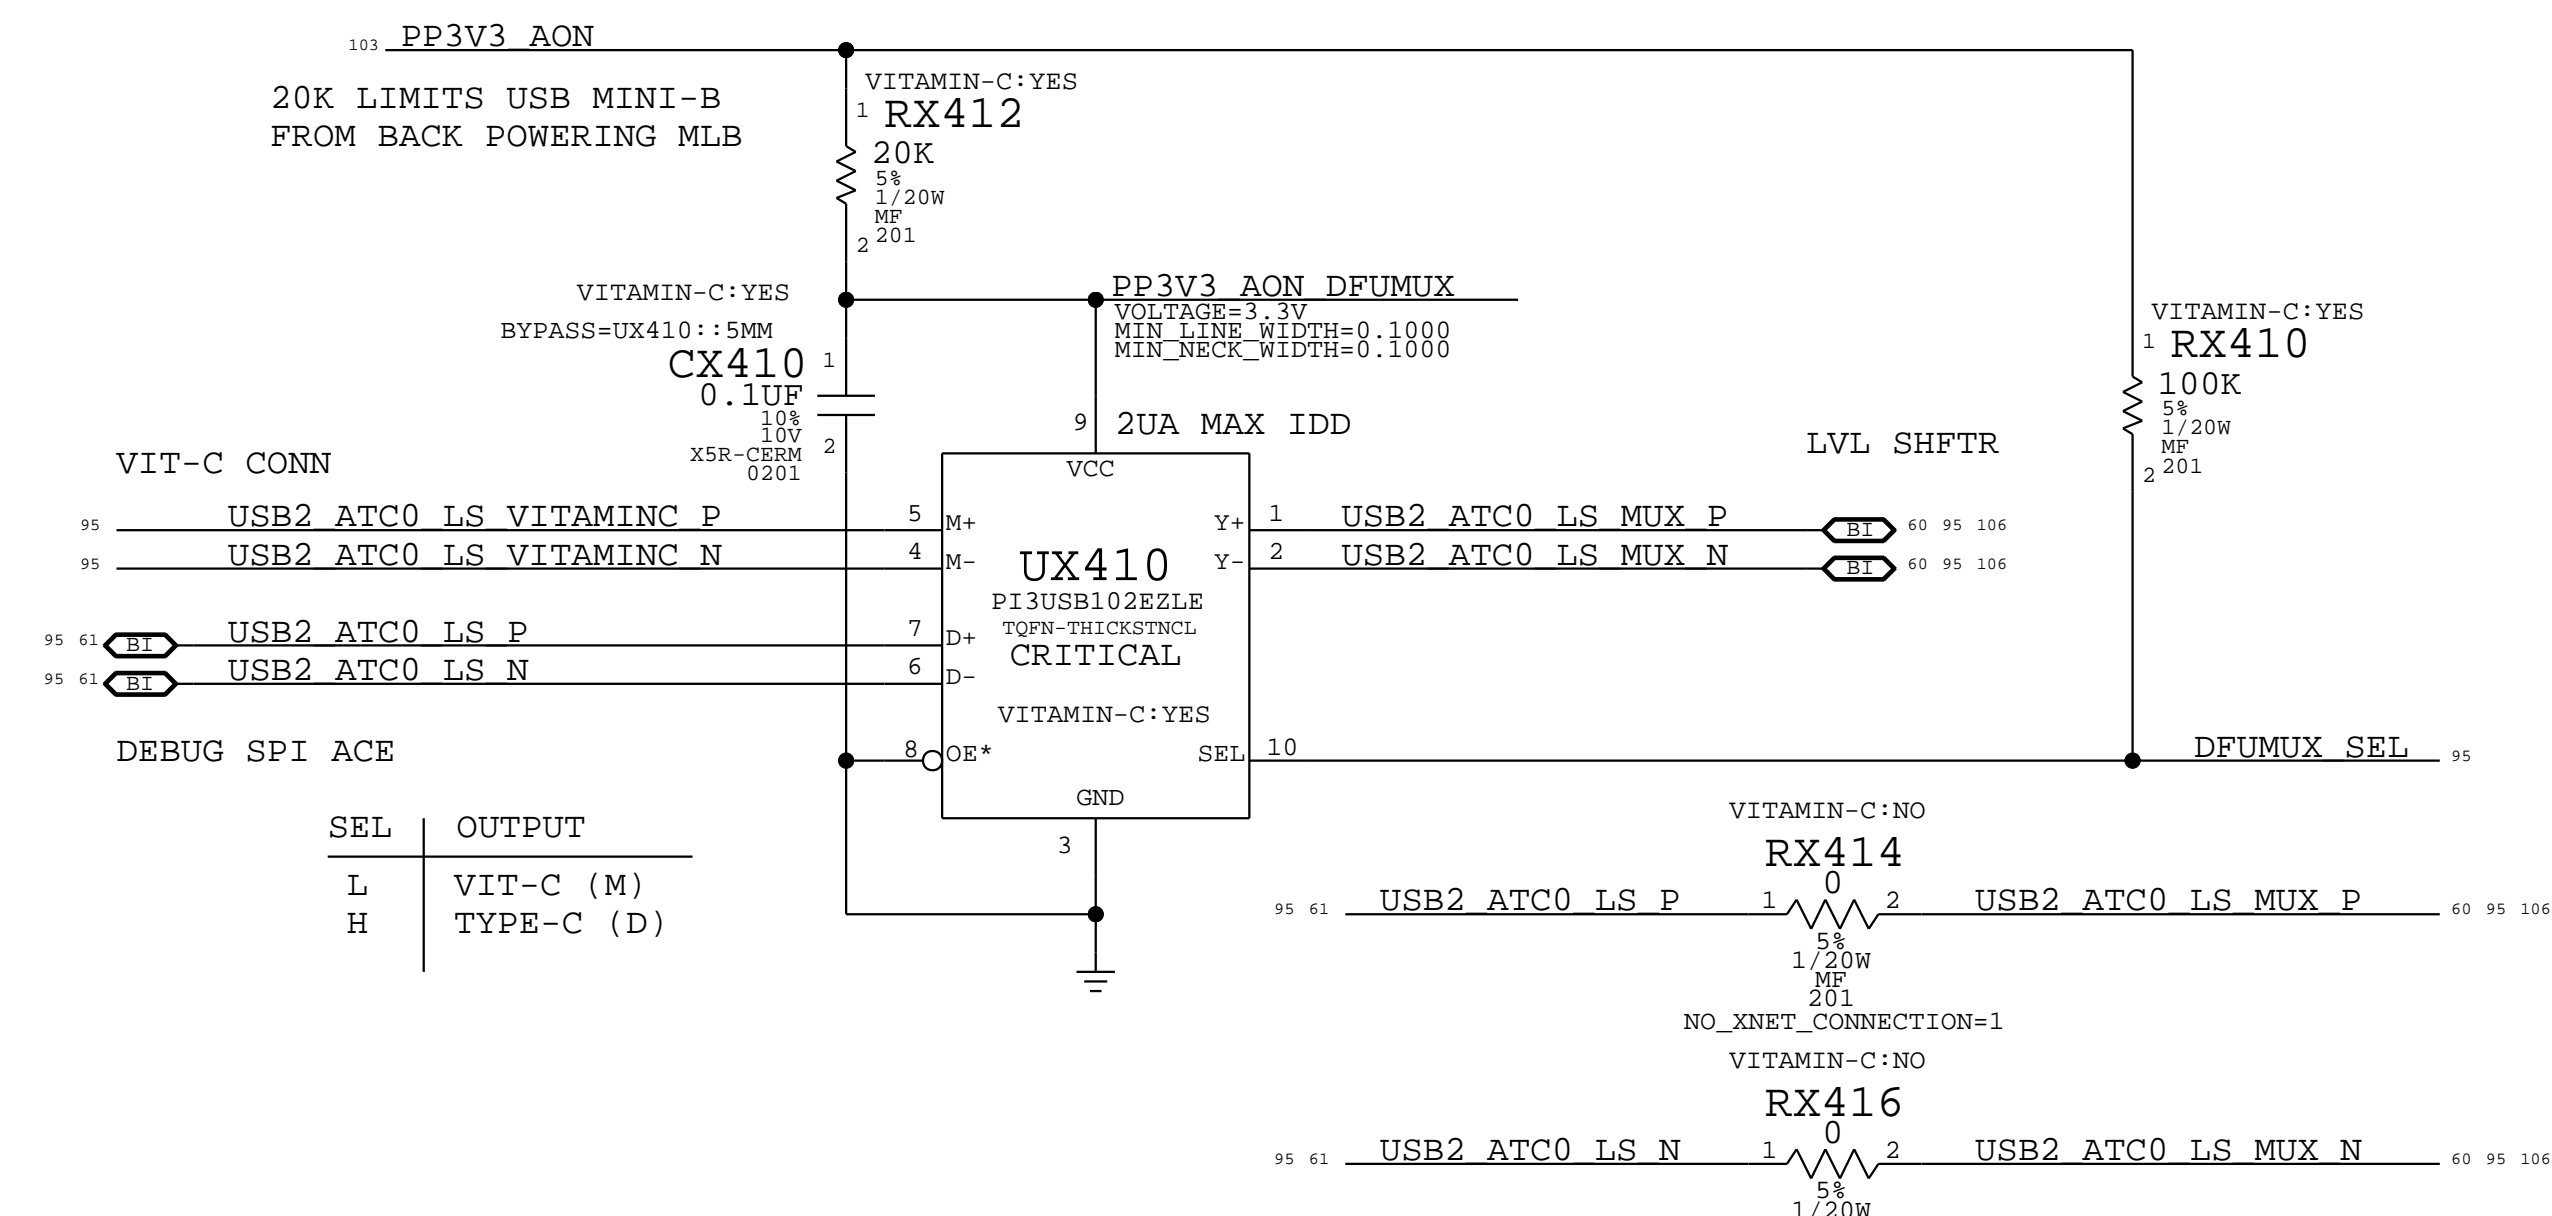 103 PP3V3_AON
20K LIMITS USB MINI-B
FROM BACK POWERING MLB
VITAMIN-C:YES
1 RX412
20K
5%
1/20W
MF
201
2
VITAMIN-C:YES
BYPASS=UX410::5MM
CX410 1
0.1UF
10%
10V
X5R-CERM
0201
2
PP3V3_AON_DFUMUX
VOLTAGE=3.3V
MIN_LINE_WIDTH=0.1000
MIN_NECK_WIDTH=0.1000
VITAMIN-C:YES
1 RX410
100K
5%
1/20W
MF
201
2
9 2UA MAX IDD
LVL SHFTR
VIT-C CONN
95 USB2_ATC0_LS_VITAMINC_P 5
95 USB2_ATC0_LS_VITAMINC_N 4
95 61 BI USB2_ATC0_LS_P 7
95 61 BI USB2_ATC0_LS_N 6
DEBUG SPI ACE
8
VCC
M+ Y+
M- Y-
UX410
PI3USB102EZLE
TQFN-THICKSTNCL
CRITICAL
D+
D-
VITAMIN-C:YES
OE* SEL
GND
3
1 USB2_ATC0_LS_MUX_P BI 60 95 106
2 USB2_ATC0_LS_MUX_N BI 60 95 106
10 DFUMUX_SEL 95
SEL OUTPUT
L VIT-C (M)
H TYPE-C (D)
VITAMIN-C:NO
RX414
0
95 61 USB2_ATC0_LS_P 1 2 USB2_ATC0_LS_MUX_P 60 95 106
5%
1/20W
MF
201
NO_XNET_CONNECTION=1
VITAMIN-C:NO
RX416
0
95 61 USB2_ATC0_LS_N 1 2 USB2_ATC0_LS_MUX_N 60 95 106
5%
1/20W